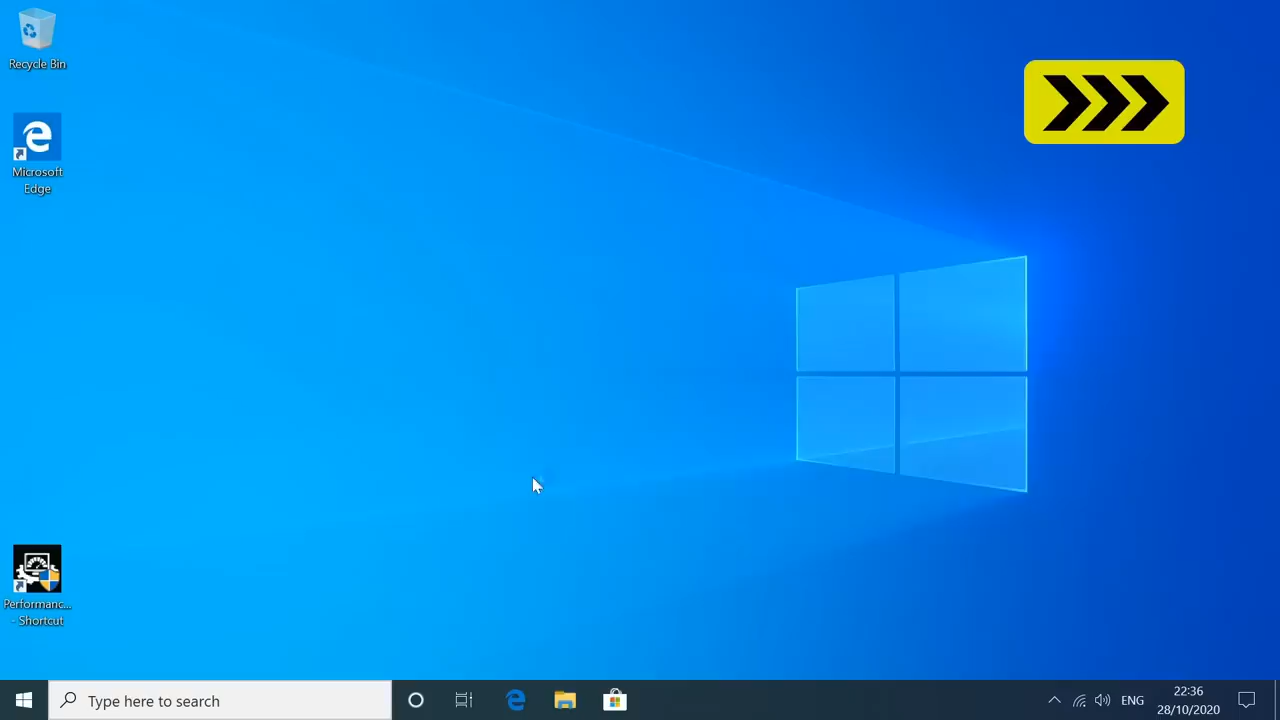 Recycle Bin
Microsoft
Edge
Performanc...
- Shortcut
Type here to search
ENG
22:36
28/10/2020